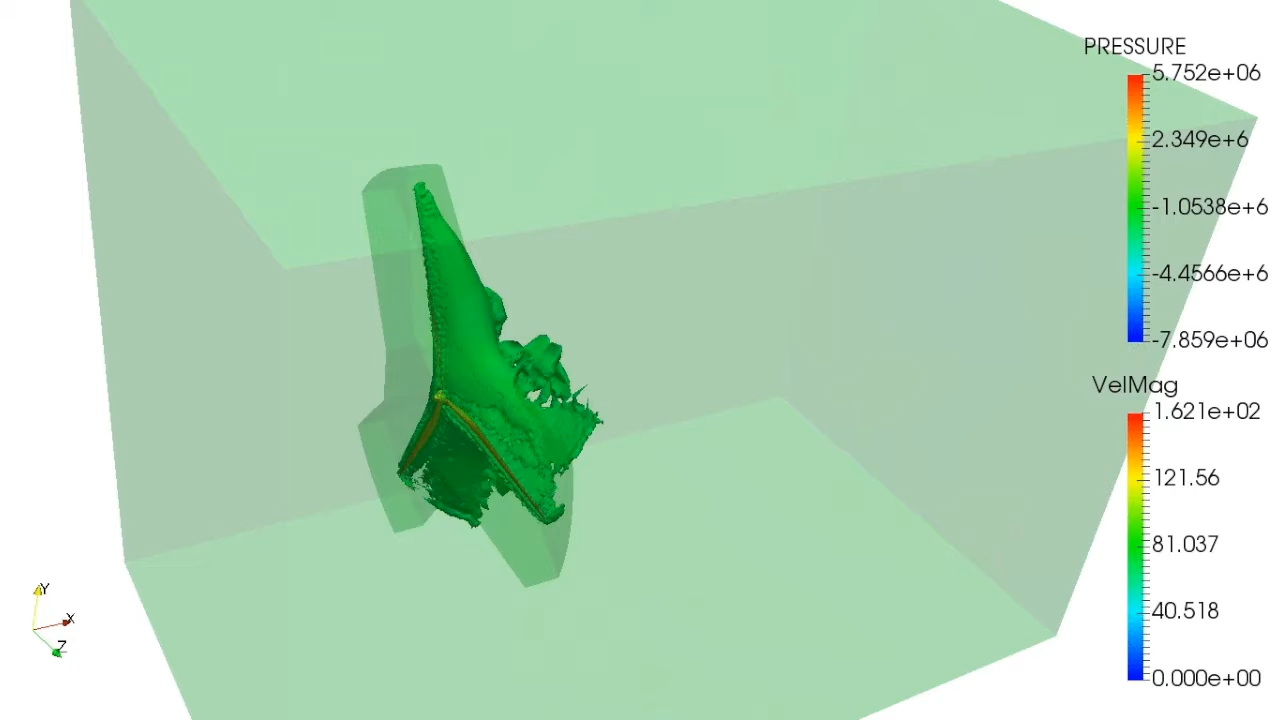 PRESSURE
5.752e+06
2.349e+6
-1.0538e+6
-4.4566e+6
-7.859e+06
VelMag
1.621e+02
121.56
81.037
40.518
0.000e+00
Y
X
Z